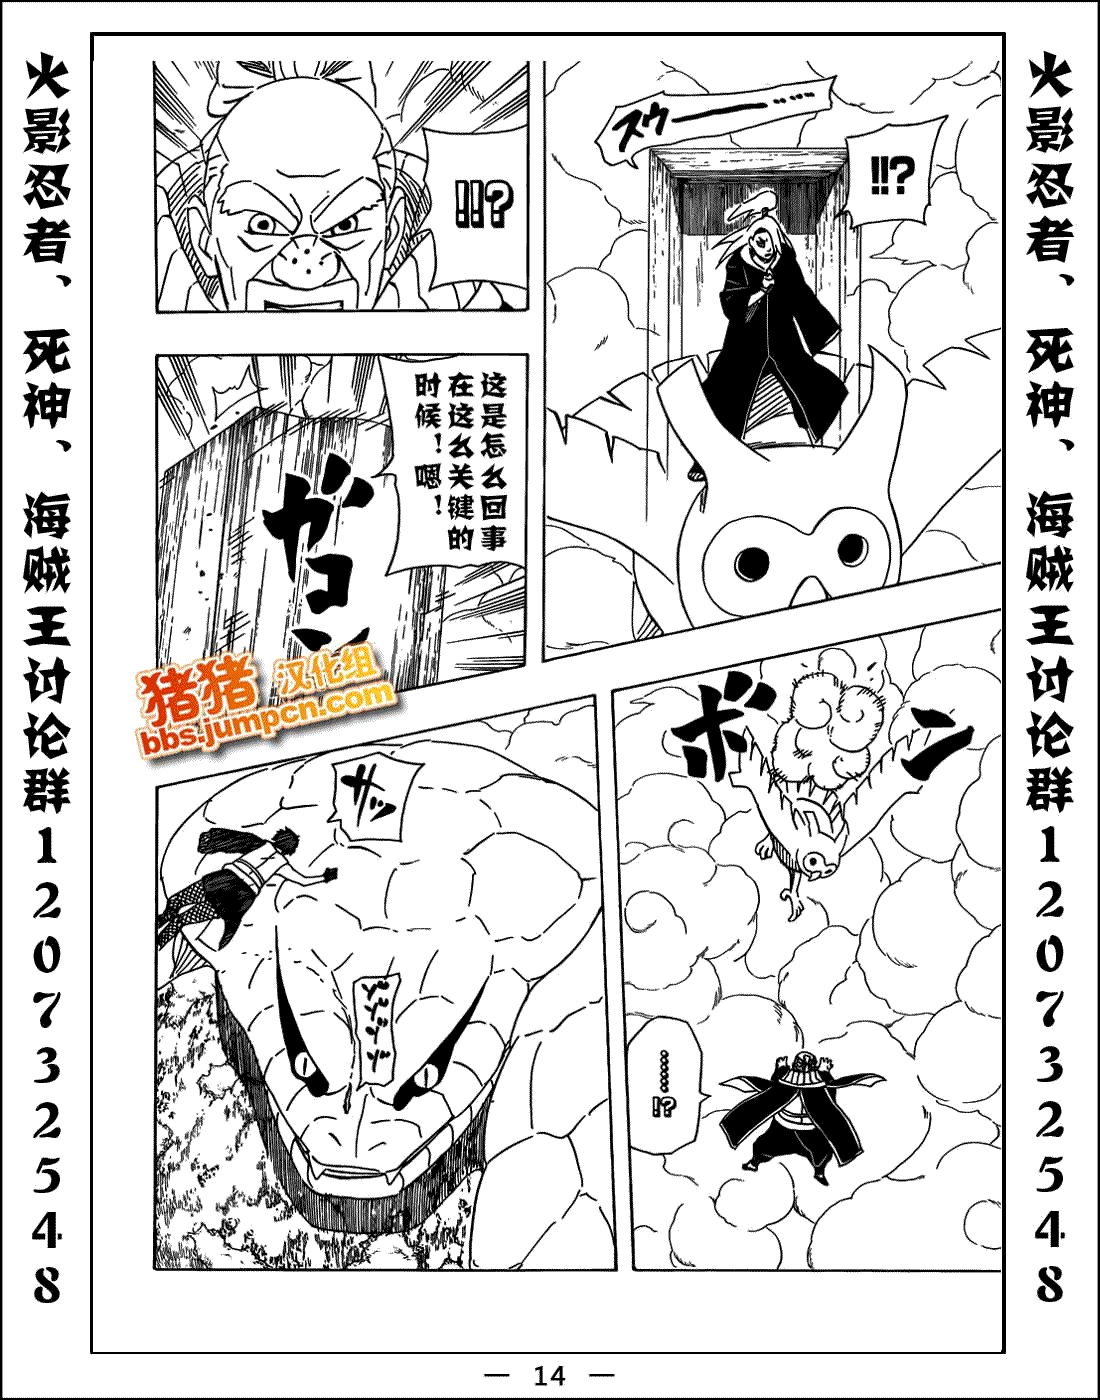 火影忍者、死神、海贼王讨论群120732548
スゥー……
!!?
!!?
这是怎么回事
在这么关键的
时候！嗯！
ガコン
猪猪汉化组
bbs.jumpcn.com
ボン
……!?
サッ
火影忍者、死神、海贼王讨论群120732548
— 14 —